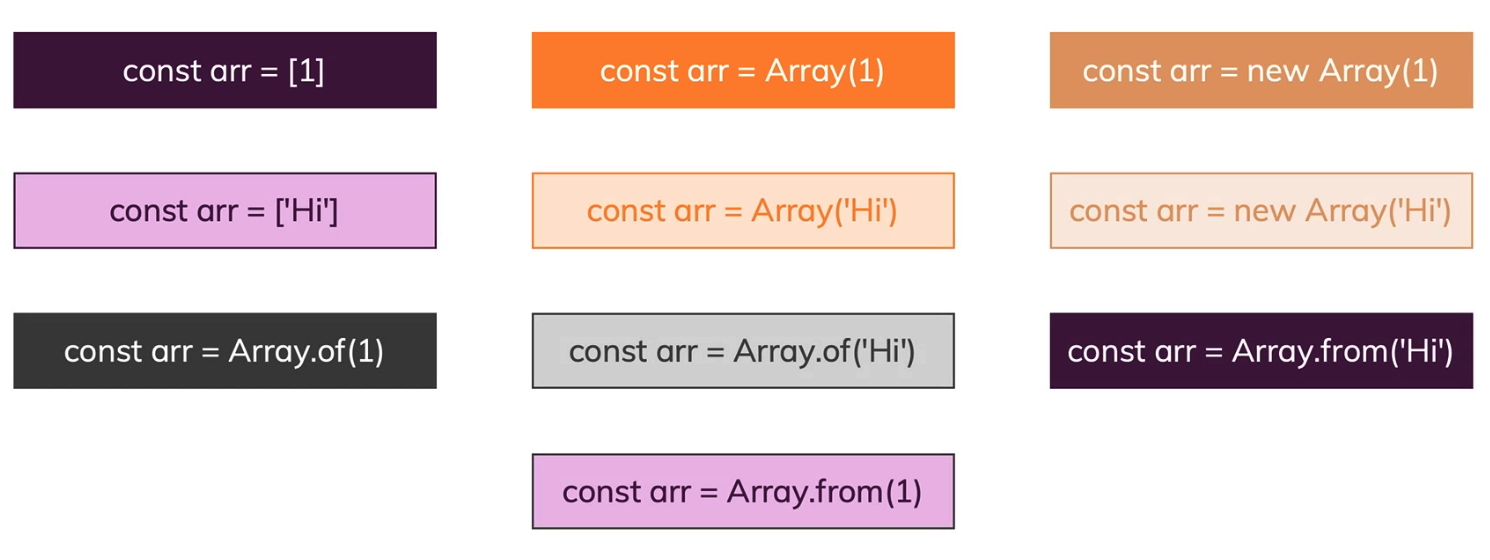 const arr = [1]
const arr = Array(1)
const arr = new Array(1)
const arr = ['Hi']
const arr = Array('Hi')
const arr = new Array('Hi')
const arr = Array.of(1)
const arr = Array.of('Hi')
const arr = Array.from('Hi')
const arr = Array.from(1)